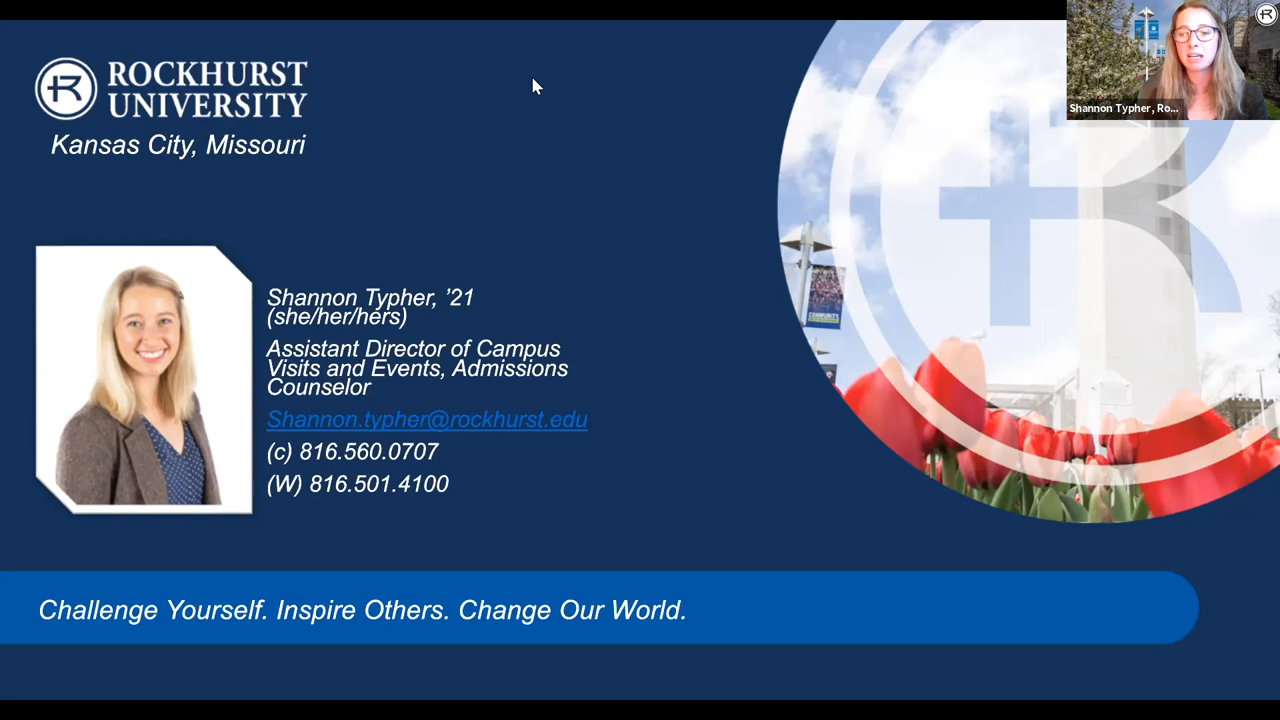 ROCKHURST
UNIVERSITY
Kansas City, Missouri
Shannon Typher, Ro...
COMMUNITY
Shannon Typher, ’21
(she/her/hers)
Assistant Director of Campus
Visits and Events, Admissions
Counselor
Shannon.typher@rockhurst.edu
(c) 816.560.0707
(W) 816.501.4100
Challenge Yourself. Inspire Others. Change Our World.